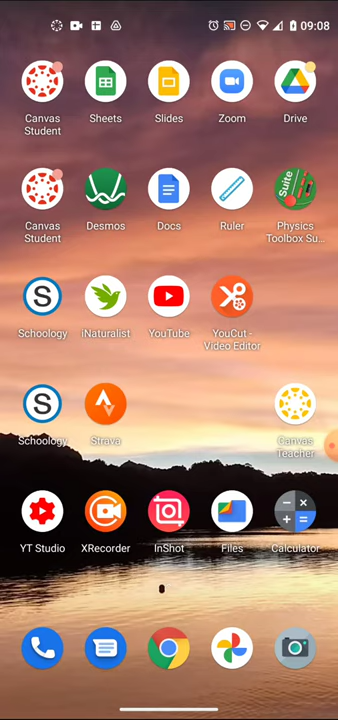 09:08
Canvas Student
Sheets
Slides
Zoom
Drive
Canvas Student
Desmos
Docs
Ruler
Suite
Physics Toolbox Su...
S
Schoology
iNaturalist
YouTube
YouCut - Video Editor
S
Schoology
Strava
Canvas Teacher
YT Studio
XRecorder
InShot
Files
Calculator